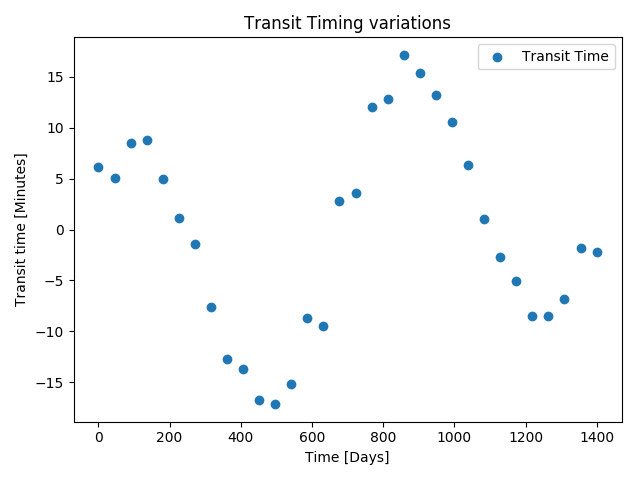 Transit Timing variations
Transit Time
Transit time [Minutes]
15
10
5
0
−5
−10
−15
0 200 400 600 800 1000 1200 1400
Time [Days]